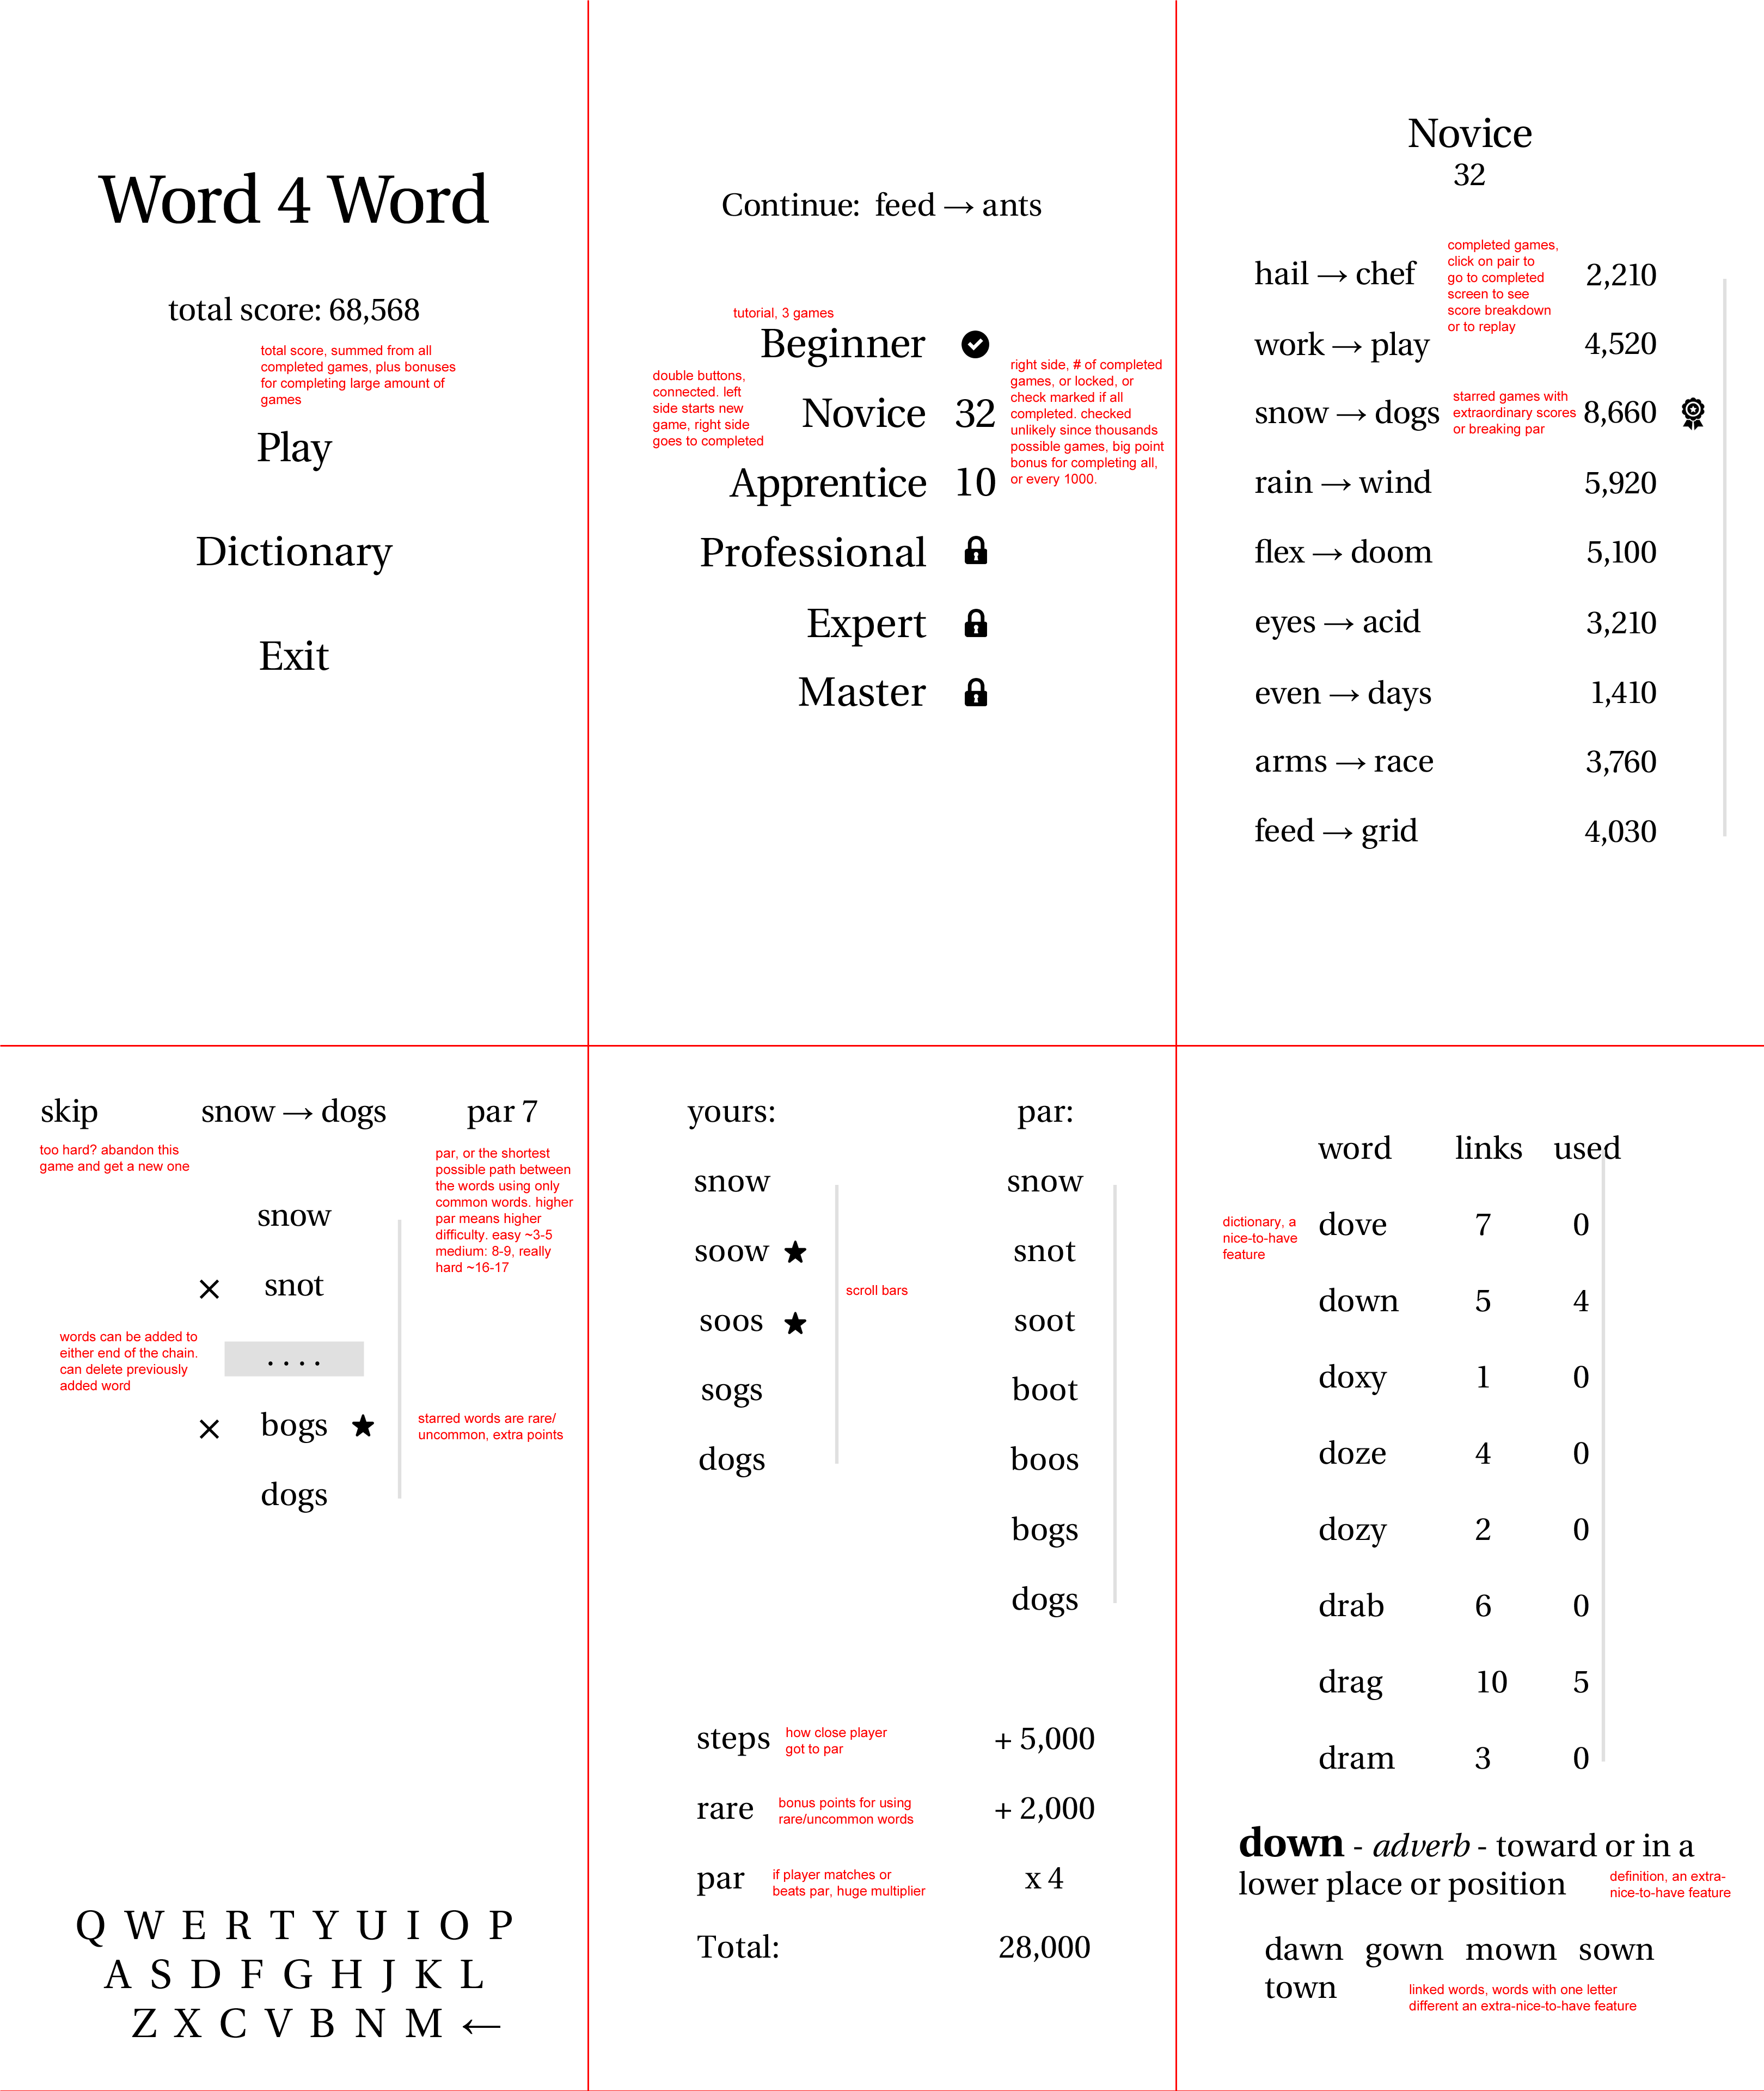 Word 4 Word
total score: 68,568
total score, summed from all
completed games, plus bonuses
for completing large amount of
games
Play
Dictionary
Exit
Continue: feed → ants
tutorial, 3 games
Beginner
double buttons,
connected. left
side starts new
game, right side
goes to completed
right side, # of completed
games, or locked, or
check marked if all
completed. checked
unlikely since thousands
possible games, big point
bonus for completing all,
or every 1000.
Novice 32
Apprentice 10
Professional
Expert
Master
Novice
32
completed games,
click on pair to
go to completed
screen to see
score breakdown
or to replay
hail → chef 2,210
work → play 4,520
starred games with
extraordinary scores
or breaking par
snow → dogs 8,660
rain → wind 5,920
flex → doom 5,100
eyes → acid 3,210
even → days 1,410
arms → race 3,760
feed → grid 4,030
skip snow → dogs par 7
too hard? abandon this
game and get a new one
par, or the shortest
possible path between
the words using only
common words. higher
par means higher
difficulty. easy ~3-5
medium: 8-9, really
hard ~16-17
snow
× snot
words can be added to
either end of the chain.
can delete previously
added word
. . . .
× bogs ★
starred words are rare/
uncommon, extra points
dogs
Q W E R T Y U I O P
A S D F G H J K L
Z X C V B N M ←
yours: par:
snow snow
soow ★ snot
scroll bars
soos ★ soot
sogs boot
dogs boos
bogs
dogs
steps + 5,000
how close player
got to par
rare + 2,000
bonus points for using
rare/uncommon words
par x 4
if player matches or
beats par, huge multiplier
Total: 28,000
word links used
dictionary, a
nice-to-have
feature
dove 7 0
down 5 4
doxy 1 0
doze 4 0
dozy 2 0
drab 6 0
drag 10 5
dram 3 0
down - adverb - toward or in a
lower place or position
definition, an extra-
nice-to-have feature
dawn gown mown sown
town
linked words, words with one letter
different an extra-nice-to-have feature